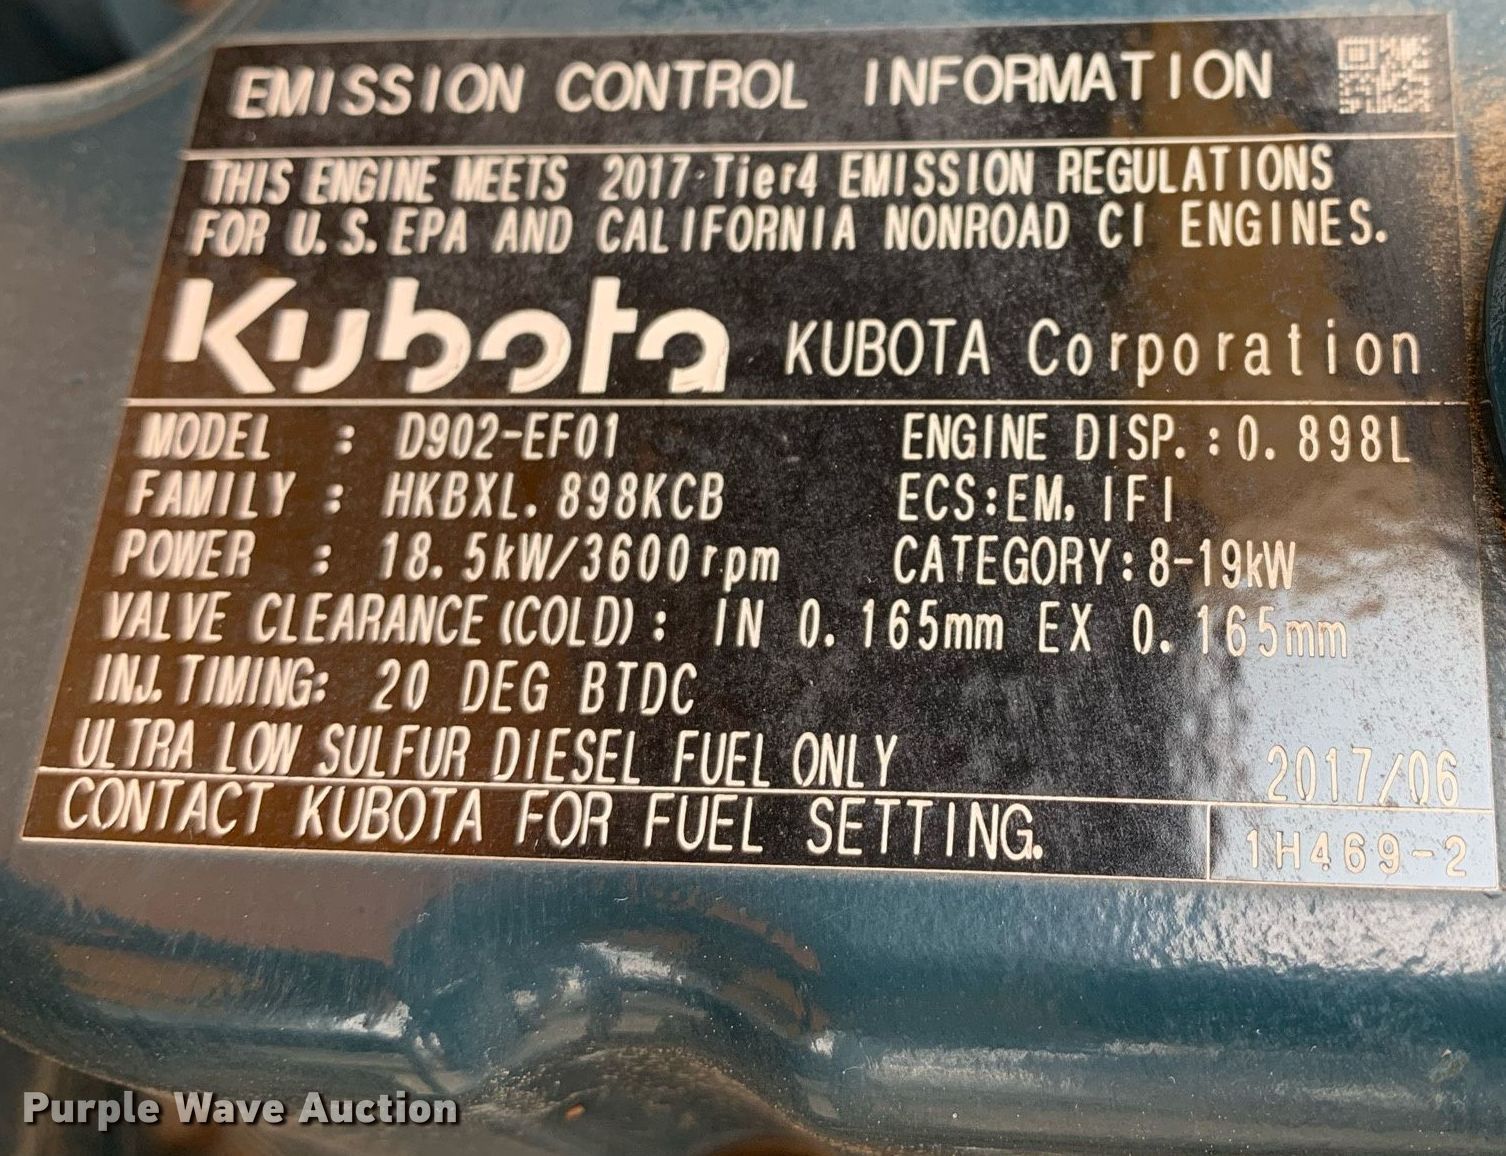 EMISSION CONTROL INFORMATION
THIS ENGINE MEETS 2017 Tier4 EMISSION REGULATIONS
FOR U.S. EPA AND CALIFORNIA NONROAD CI ENGINES.
Kubota KUBOTA Corporation
MODEL : D902-EF01 ENGINE DISP.:0.898L
FAMILY : HKBXL.898KCB ECS:EM, IFI
POWER : 18.5kW/3600rpm CATEGORY:8-19kW
VALVE CLEARANCE(COLD): IN 0.165mm EX 0.165mm
INJ.TIMING: 20 DEG BTDC
ULTRA LOW SULFUR DIESEL FUEL ONLY 2017/06
CONTACT KUBOTA FOR FUEL SETTING. 1H469-2
Purple Wave Auction